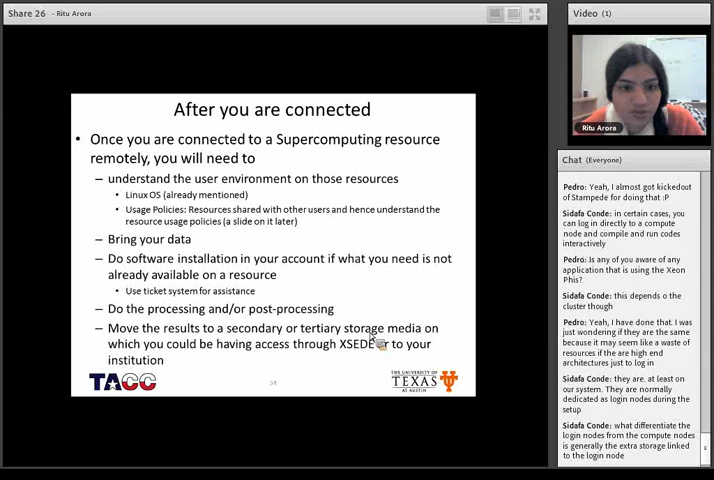 Share 26 - Ritu Arora
After you are connected
• Once you are connected to a Supercomputing resource
remotely, you will need to
– understand the user environment on those resources
• Linux OS (already mentioned)
• Usage Policies: Resources shared with other users and hence understand the
resource usage policies (a slide on it later)
– Bring your data
– Do software installation in your account if what you need is not
already available on a resource
• Use ticket system for assistance
– Do the processing and/or post-processing
– Move the results to a secondary or tertiary storage media on
which you could be having access through XSEDE or to your
institution
TACC
34
THE UNIVERSITY OF
TEXAS
AT AUSTIN
Video (1)
Ritu Arora
Chat (Everyone)
Pedro: Yeah, I almost got kickedout
of Stampede for doing that :P
Sidafa Conde: in certain cases, you
can log in directly to a compute
node and compile and run codes
interactively
Pedro: Is any of you aware of any
application that is using the Xeon
Phis?
Sidafa Conde: this depends o the
cluster though
Pedro: Yeah, I have done that. I was
just wondering if they are the same
because it may seem like a waste of
resources if the are high end
architectures just to log in
Sidafa Conde: they are. at least on
our system. They are normally
dedicated as login nodes during the
setup
Sidafa Conde: what differentiate the
login nodes from the compute nodes
is generally the extra storage linked
to the login node